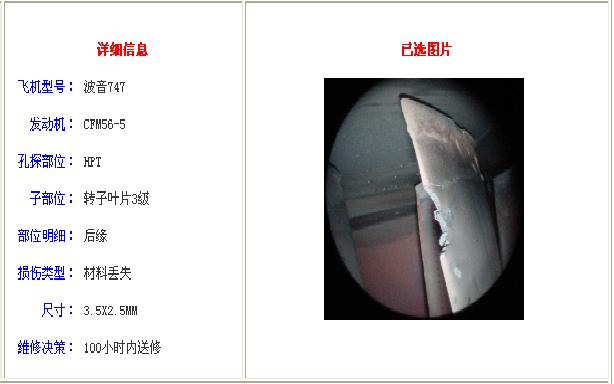 详细信息
飞机型号： 波音747
发动机： CFM56-5
孔探部位： HPT
子部位： 转子叶片3级
部位明细： 后缘
损伤类型： 材料丢失
尺寸： 3.5X2.5MM
维修决策： 100小时内送修
已选图片